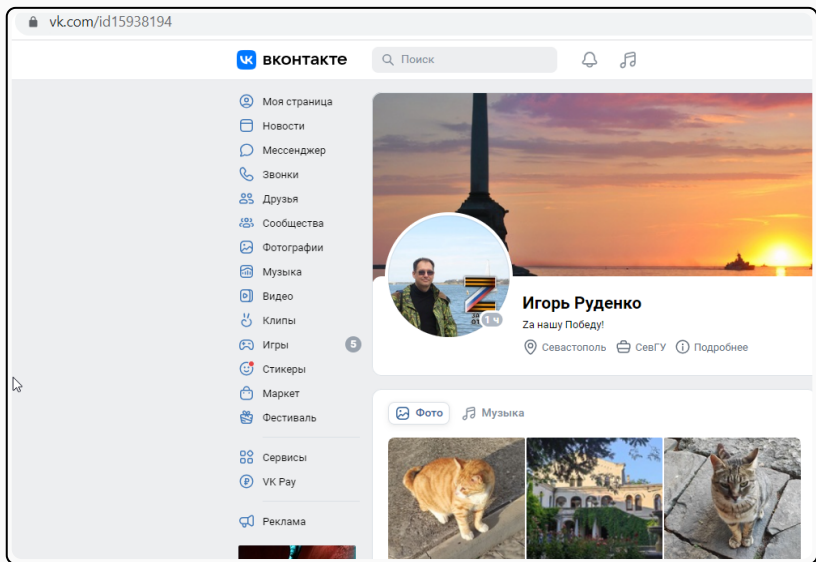 vk.com/id15938194
вконтакте
Поиск
Моя страница
Новости
Мессенджер
Звонки
Друзья
Сообщества
Фотографии
Музыка
Видео
Клипы
Игры 5
Стикеры
Маркет
Фестиваль
Сервисы
VK Pay
Реклама
1 ч
Игорь Руденко
Zа нашу Победу!
Севастополь СевГУ Подробнее
Фото Музыка